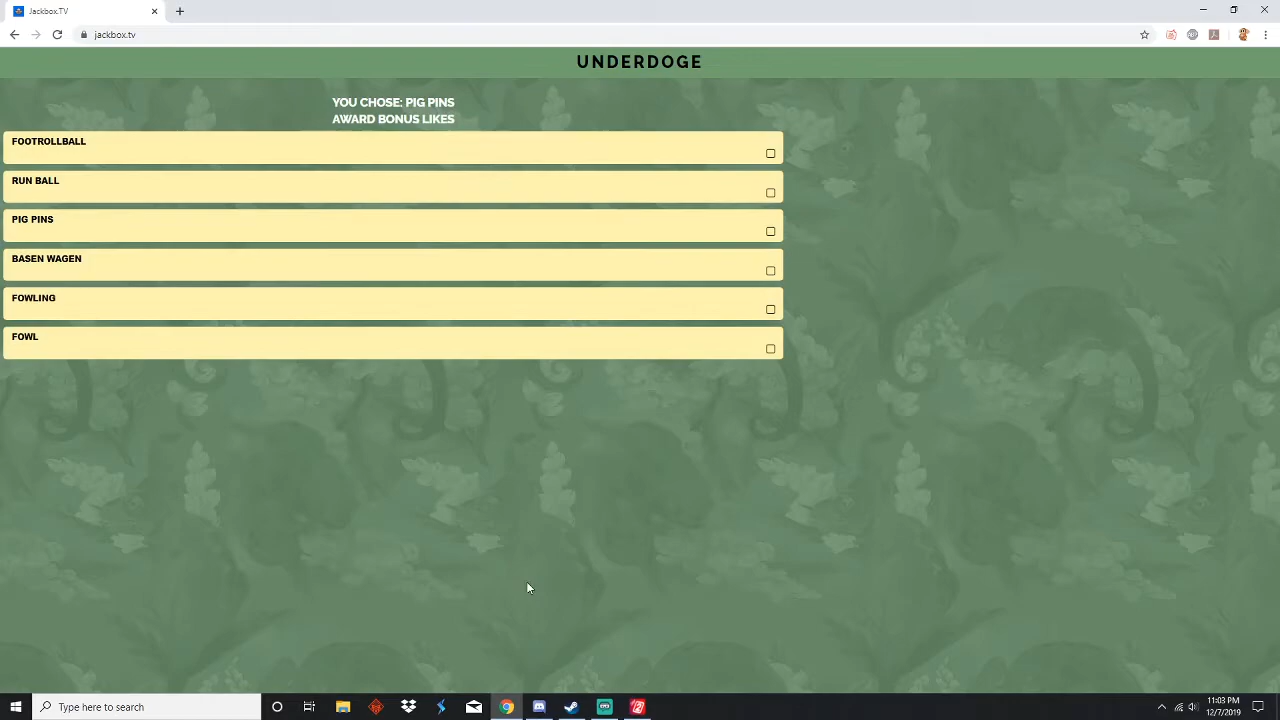 Jackbox.TV
jackbox.tv
UNDERDOGE
YOU CHOSE: PIG PINS
AWARD BONUS LIKES
FOOTROLLBALL
RUN BALL
PIG PINS
BASEN WAGEN
FOWLING
FOWL
Type here to search
11:03 PM
12/7/2019